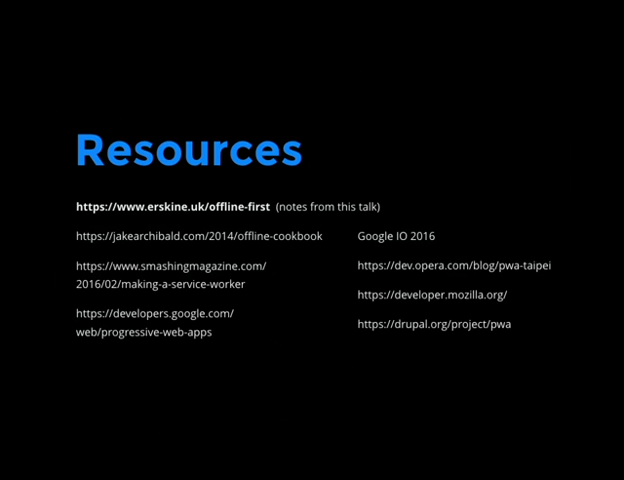 Resources
https://www.erskine.uk/offline-first (notes from this talk)
https://jakearchibald.com/2014/offline-cookbook
https://www.smashingmagazine.com/
2016/02/making-a-service-worker
https://developers.google.com/
web/progressive-web-apps
Google IO 2016
https://dev.opera.com/blog/pwa-taipei
https://developer.mozilla.org/
https://drupal.org/project/pwa